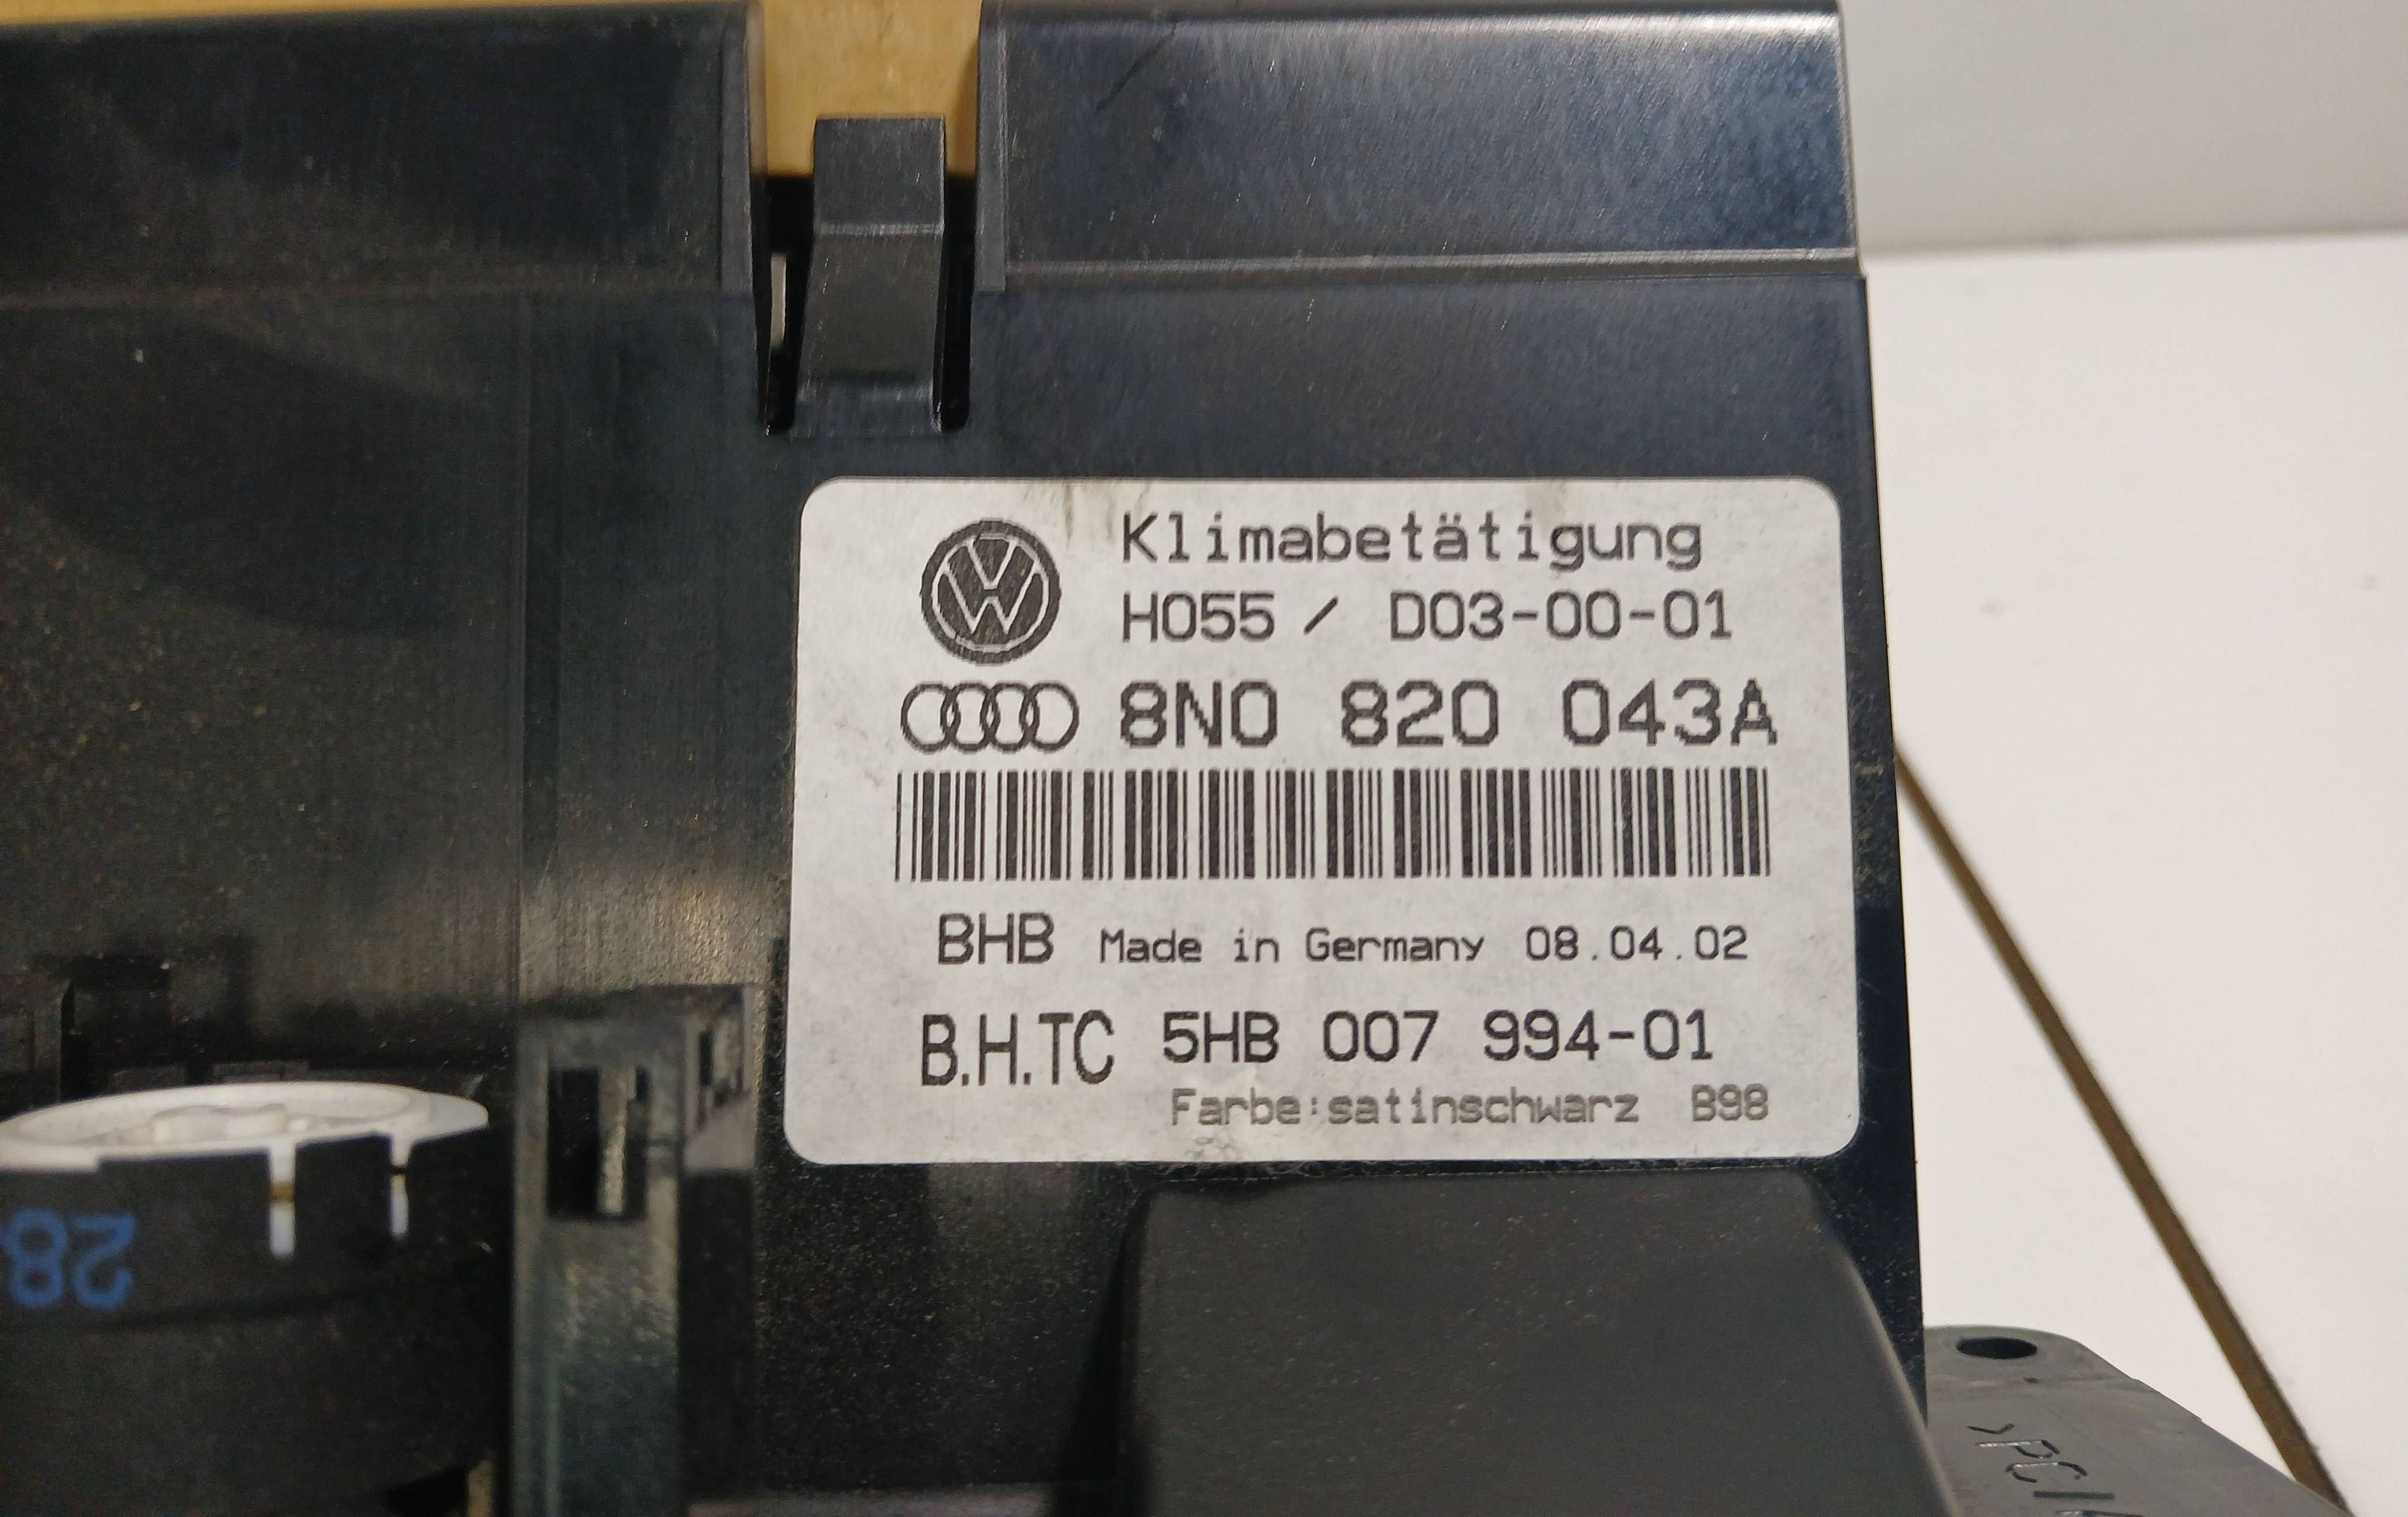 Klimabetätigung
H055 / D03-00-01
8N0 820 043A
BHB Made in Germany 08.04.02
B.H.TC 5HB 007 994-01
Farbe:satinschwarz B98
28